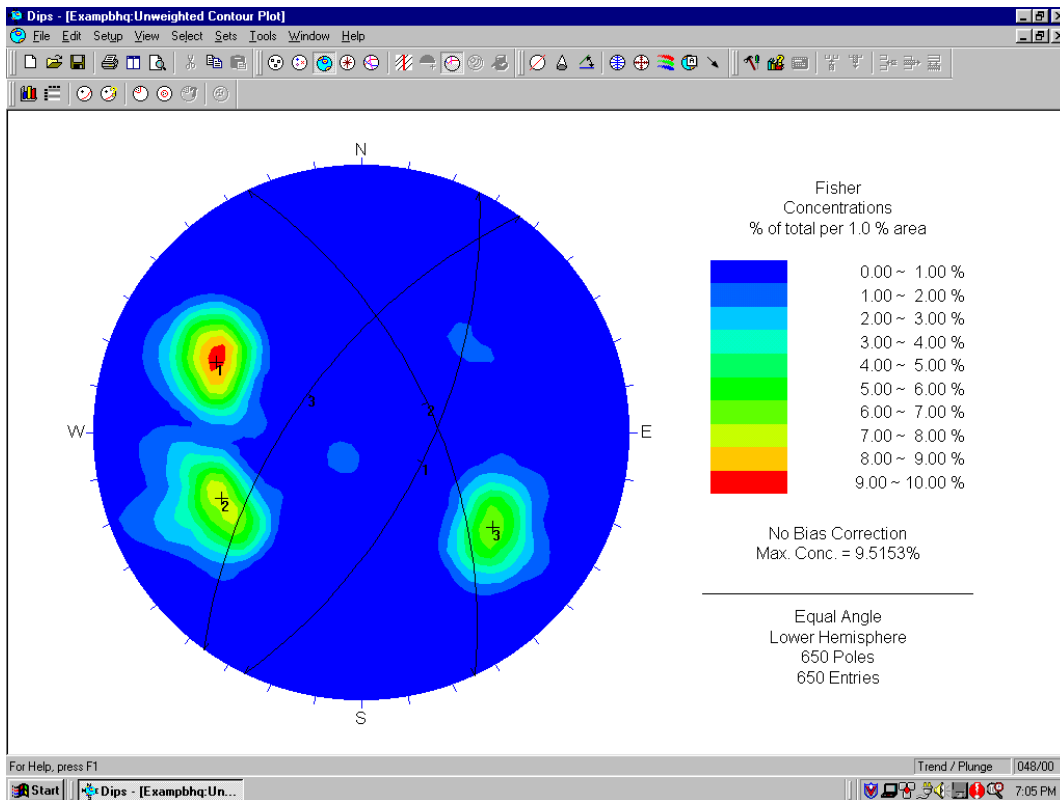 Dips - [Exampbhq:Unweighted Contour Plot]
File Edit Setup View Select Sets Tools Window Help
N
W
E
S
1
2
3
3
2
1
Fisher
Concentrations
% of total per 1.0 % area
0.00 ~ 1.00 %
1.00 ~ 2.00 %
2.00 ~ 3.00 %
3.00 ~ 4.00 %
4.00 ~ 5.00 %
5.00 ~ 6.00 %
6.00 ~ 7.00 %
7.00 ~ 8.00 %
8.00 ~ 9.00 %
9.00 ~ 10.00 %
No Bias Correction
Max. Conc. = 9.5153%
Equal Angle
Lower Hemisphere
650 Poles
650 Entries
For Help, press F1
Trend / Plunge 048/00
Start Dips - [Exampbhq:Un... 7:05 PM